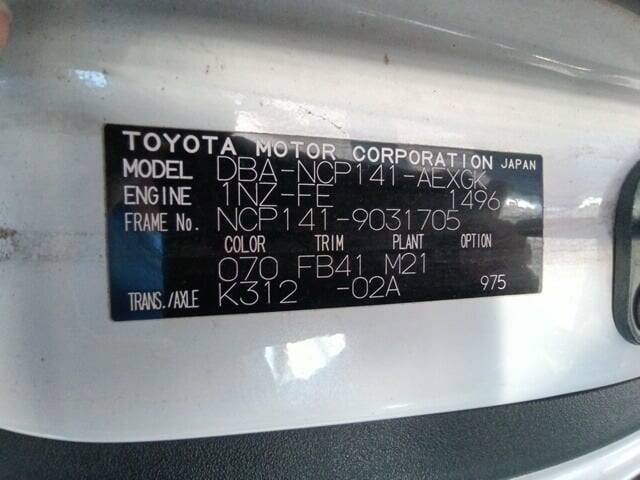 TOYOTA MOTOR CORPORATION JAPAN
MODEL DBA-NCP141-AEXGK
ENGINE 1NZ-FE 1496
FRAME No. NCP141-9031705
COLOR TRIM PLANT OPTION
070 FB41 M21
TRANS./AXLE K312 -02A 975